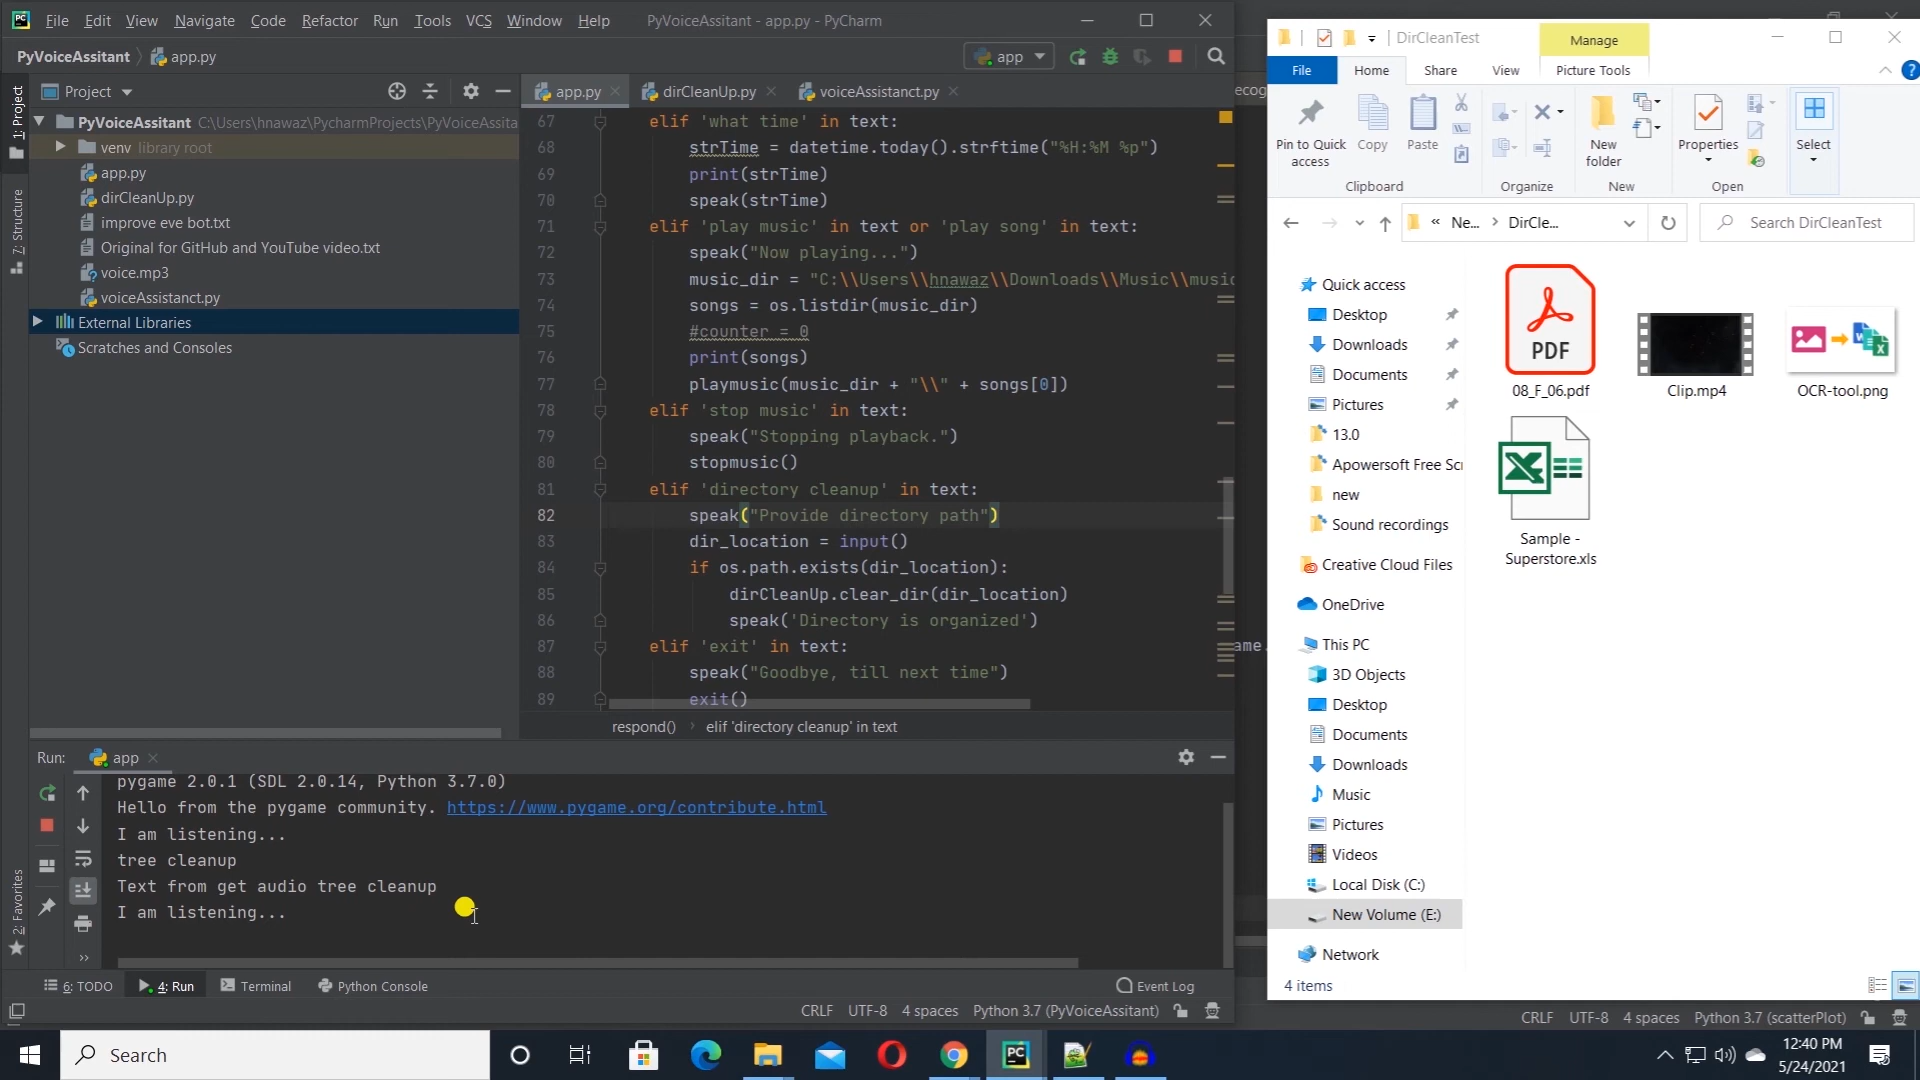 File Edit View Navigate Code Refactor Run Tools VCS Window Help PyVoiceAssitant - app.py - PyCharm
PyVoiceAssitant app.py
app
Project
app.py
dirCleanUp.py
voiceAssistanct.py
1: Project
7: Structure
2: Favorites
PyVoiceAssitant C:\Users\hnawaz\PycharmProjects\PyVoiceAssita
venv library root
app.py
dirCleanUp.py
improve eve bot.txt
Original for GitHub and YouTube video.txt
voice.mp3
voiceAssistanct.py
External Libraries
Scratches and Consoles
67 elif 'what time' in text:
68 strTime = datetime.today().strftime("%H:%M %p")
69 print(strTime)
70 speak(strTime)
71 elif 'play music' in text or 'play song' in text:
72 speak("Now playing...")
73 music_dir = "C:\\Users\\hnawaz\\Downloads\\Music\\music
74 songs = os.listdir(music_dir)
75 #counter = 0
76 print(songs)
77 playmusic(music_dir + "\\" + songs[0])
78 elif 'stop music' in text:
79 speak("Stopping playback.")
80 stopmusic()
81 elif 'directory cleanup' in text:
82 speak("Provide directory path")
83 dir_location = input()
84 if os.path.exists(dir_location):
85 dirCleanUp.clear_dir(dir_location)
86 speak('Directory is organized')
87 elif 'exit' in text:
88 speak("Goodbye, till next time")
89 exit()
respond() elif 'directory cleanup' in text
Run: app
pygame 2.0.1 (SDL 2.0.14, Python 3.7.0)
Hello from the pygame community. https://www.pygame.org/contribute.html
I am listening...
tree cleanup
Text from get audio tree cleanup
I am listening...
6: TODO
4: Run
Terminal
Python Console
Event Log
CRLF UTF-8 4 spaces Python 3.7 (PyVoiceAssitant)
ecog
ame.
DirCleanTest
Manage
File Home Share View Picture Tools
Pin to Quick access
Copy
Paste
New folder
Properties
Select
Clipboard Organize New Open
« Ne... DirCle...
Search DirCleanTest
Quick access
Desktop
Downloads
Documents
Pictures
13.0
Apowersoft Free Scr
new
Sound recordings
Creative Cloud Files
OneDrive
This PC
3D Objects
Desktop
Documents
Downloads
Music
Pictures
Videos
Local Disk (C:)
New Volume (E:)
Network
PDF
08_F_06.pdf
Clip.mp4
OCR-tool.png
Sample -
Superstore.xls
4 items
CRLF UTF-8 4 spaces Python 3.7 (scatterPlot)
Search
12:40 PM
5/24/2021